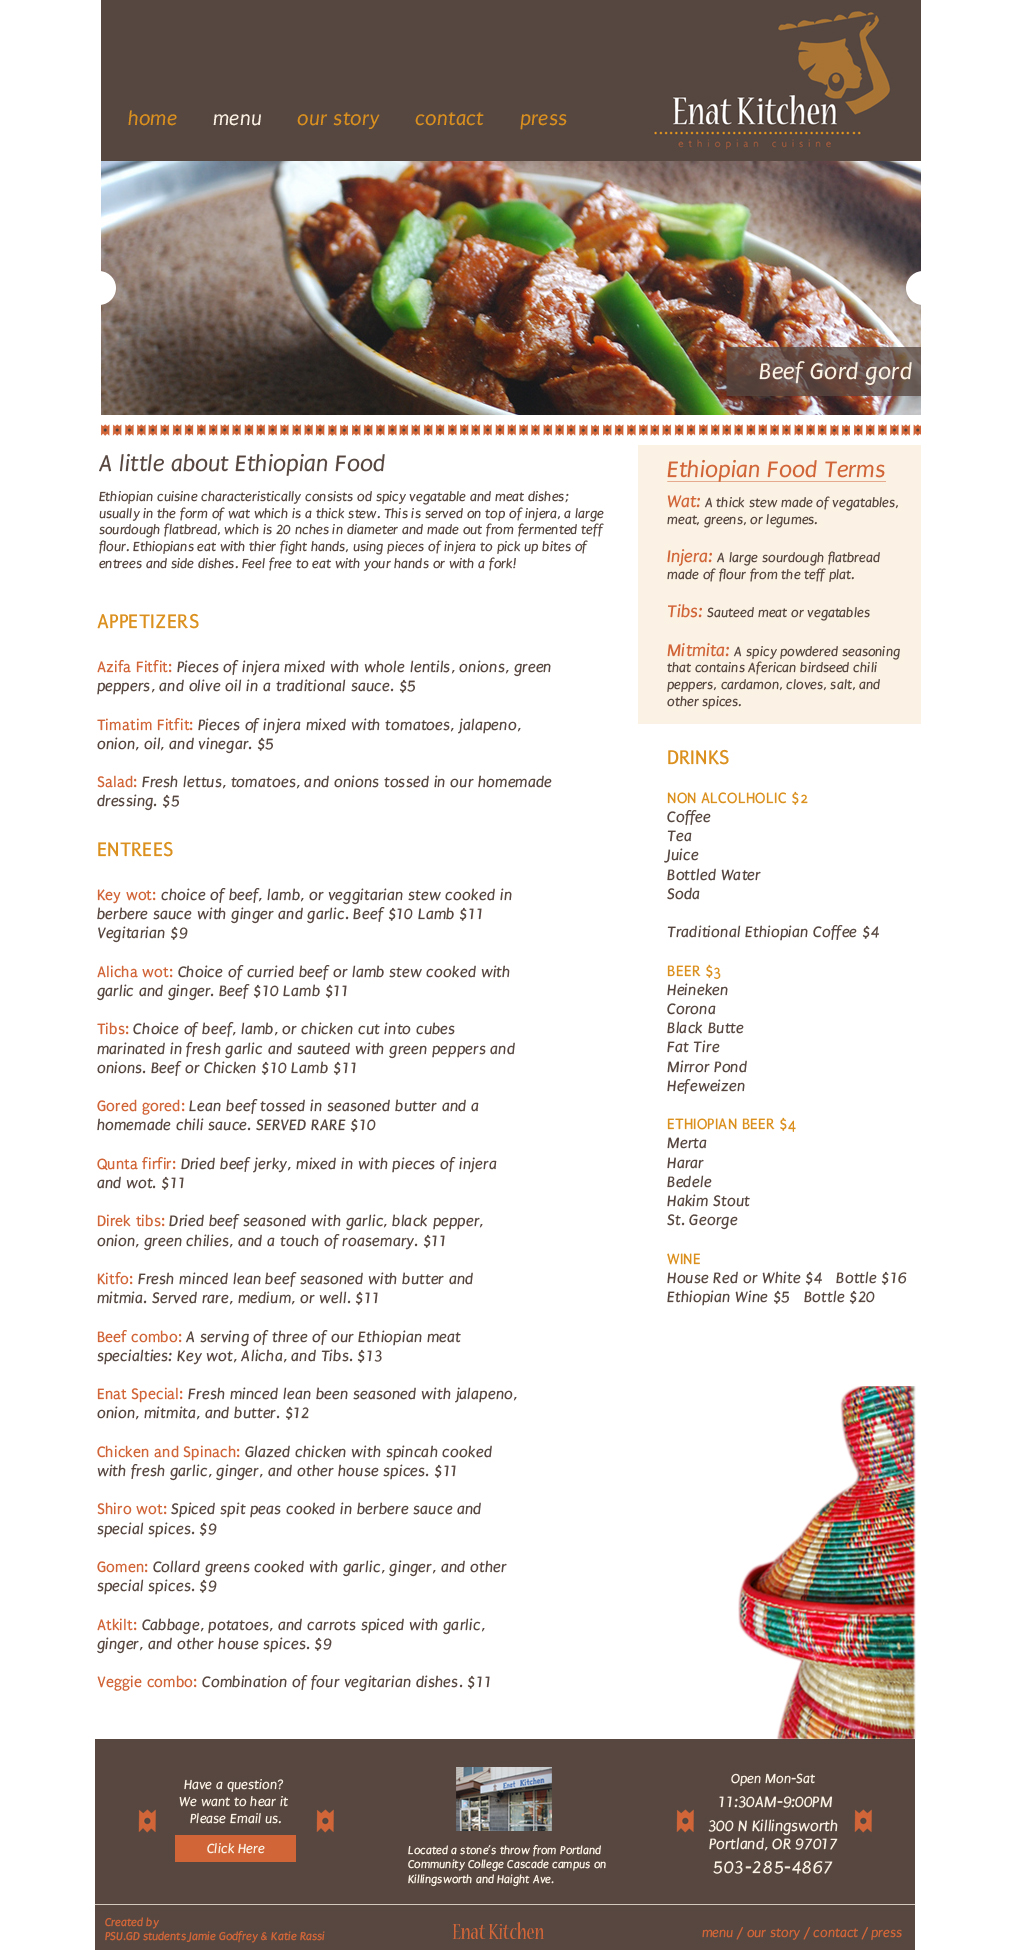 home menu our story contact press
Enat Kitchen
ethiopian cuisine
Beef Gord gord
A little about Ethiopian Food
Ethiopian cuisine characteristically consists od spicy vegatable and meat dishes;
usually in the form of wat which is a thick stew. This is served on top of injera, a large
sourdough flatbread, which is 20 nches in diameter and made out from fermented teff
flour. Ethiopians eat with thier fight hands, using pieces of injera to pick up bites of
entrees and side dishes. Feel free to eat with your hands or with a fork!
APPETIZERS
Azifa Fitfit: Pieces of injera mixed with whole lentils, onions, green
peppers, and olive oil in a traditional sauce. $5
Timatim Fitfit: Pieces of injera mixed with tomatoes, jalapeno,
onion, oil, and vinegar. $5
Salad: Fresh lettus, tomatoes, and onions tossed in our homemade
dressing. $5
ENTREES
Key wot: choice of beef, lamb, or veggitarian stew cooked in
berbere sauce with ginger and garlic. Beef $10 Lamb $11
Vegitarian $9
Alicha wot: Choice of curried beef or lamb stew cooked with
garlic and ginger. Beef $10 Lamb $11
Tibs: Choice of beef, lamb, or chicken cut into cubes
marinated in fresh garlic and sauteed with green peppers and
onions. Beef or Chicken $10 Lamb $11
Gored gored: Lean beef tossed in seasoned butter and a
homemade chili sauce. SERVED RARE $10
Qunta firfir: Dried beef jerky, mixed in with pieces of injera
and wot. $11
Direk tibs: Dried beef seasoned with garlic, black pepper,
onion, green chilies, and a touch of roasemary. $11
Kitfo: Fresh minced lean beef seasoned with butter and
mitmia. Served rare, medium, or well. $11
Beef combo: A serving of three of our Ethiopian meat
specialties: Key wot, Alicha, and Tibs. $13
Enat Special: Fresh minced lean been seasoned with jalapeno,
onion, mitmita, and butter. $12
Chicken and Spinach: Glazed chicken with spincah cooked
with fresh garlic, ginger, and other house spices. $11
Shiro wot: Spiced spit peas cooked in berbere sauce and
special spices. $9
Gomen: Collard greens cooked with garlic, ginger, and other
special spices. $9
Atkilt: Cabbage, potatoes, and carrots spiced with garlic,
ginger, and other house spices. $9
Veggie combo: Combination of four vegitarian dishes. $11
Ethiopian Food Terms
Wat: A thick stew made of vegatables,
meat, greens, or legumes.
Injera: A large sourdough flatbread
made of flour from the teff plat.
Tibs: Sauteed meat or vegatables
Mitmita: A spicy powdered seasoning
that contains Aferican birdseed chili
peppers, cardamon, cloves, salt, and
other spices.
DRINKS
NON ALCOLHOLIC $2
Coffee
Tea
Juice
Bottled Water
Soda
Traditional Ethiopian Coffee $4
BEER $3
Heineken
Corona
Black Butte
Fat Tire
Mirror Pond
Hefeweizen
ETHIOPIAN BEER $4
Merta
Harar
Bedele
Hakim Stout
St. George
WINE
House Red or White $4 Bottle $16
Ethiopian Wine $5 Bottle $20
Have a question?
We want to hear it
Please Email us.
Click Here
Enat Kitchen
Located a stone's throw from Portland
Community College Cascade campus on
Killingsworth and Haight Ave.
Open Mon-Sat
11:30AM-9:00PM
300 N Killingsworth
Portland, OR 97017
503-285-4867
Created by
PSU.GD students Jamie Godfrey & Katie Rassi
Enat Kitchen
menu / our story / contact / press